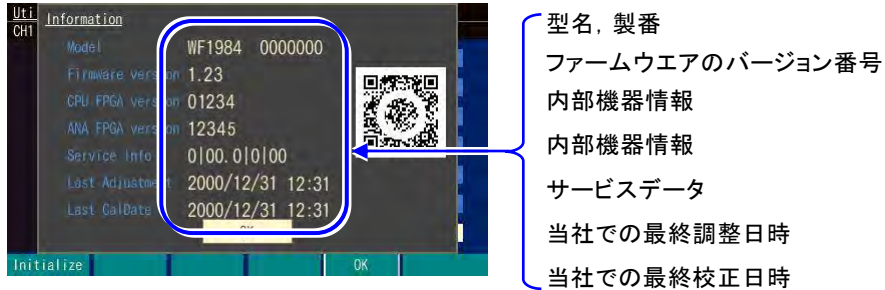 Uti
CH1
Information
Model WF1984 0000000
Firmware version 1.23
CPU FPGA version 01234
ANA FPGA version 12345
Service Info 0|00.0|0|00
Last Adjustment 2000/12/31 12:31
Last CalDate 2000/12/31 12:31
OK
Initialize OK
型名, 製番
ファームウエアのバージョン番号
内部機器情報
内部機器情報
サービスデータ
当社での最終調整日時
当社での最終校正日時